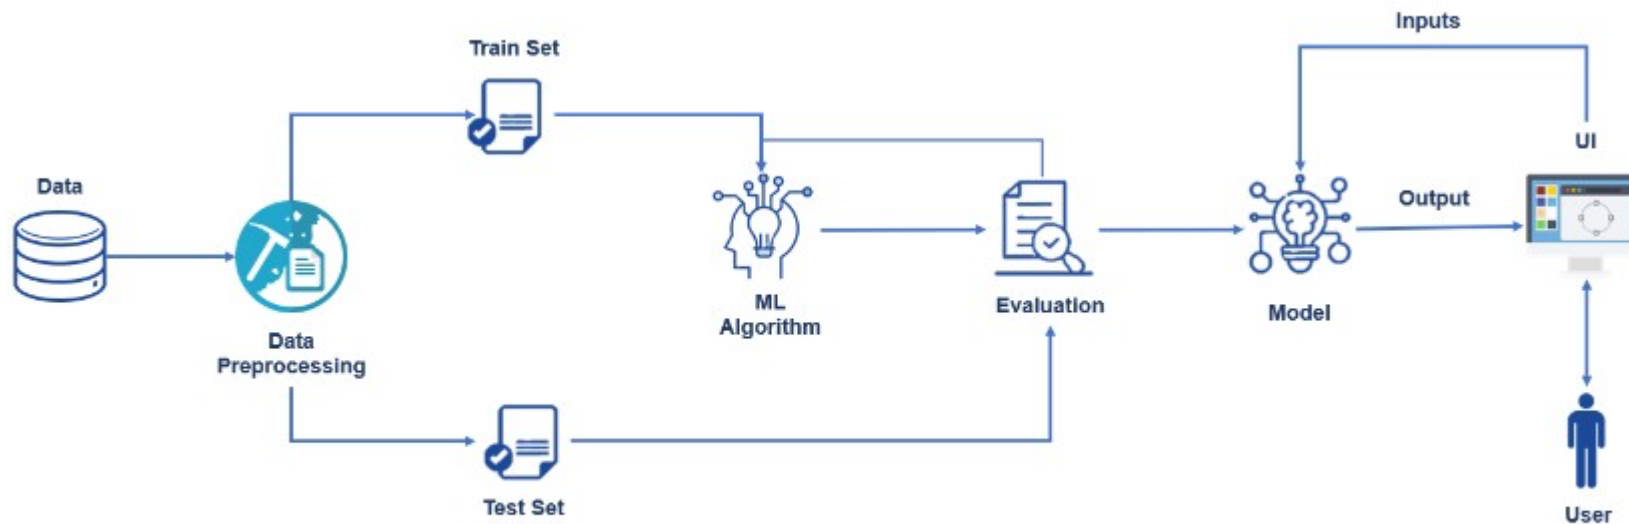 Inputs
Train Set
UI
Data
Output
ML
Algorithm
Evaluation
Model
Data
Preprocessing
Test Set
User